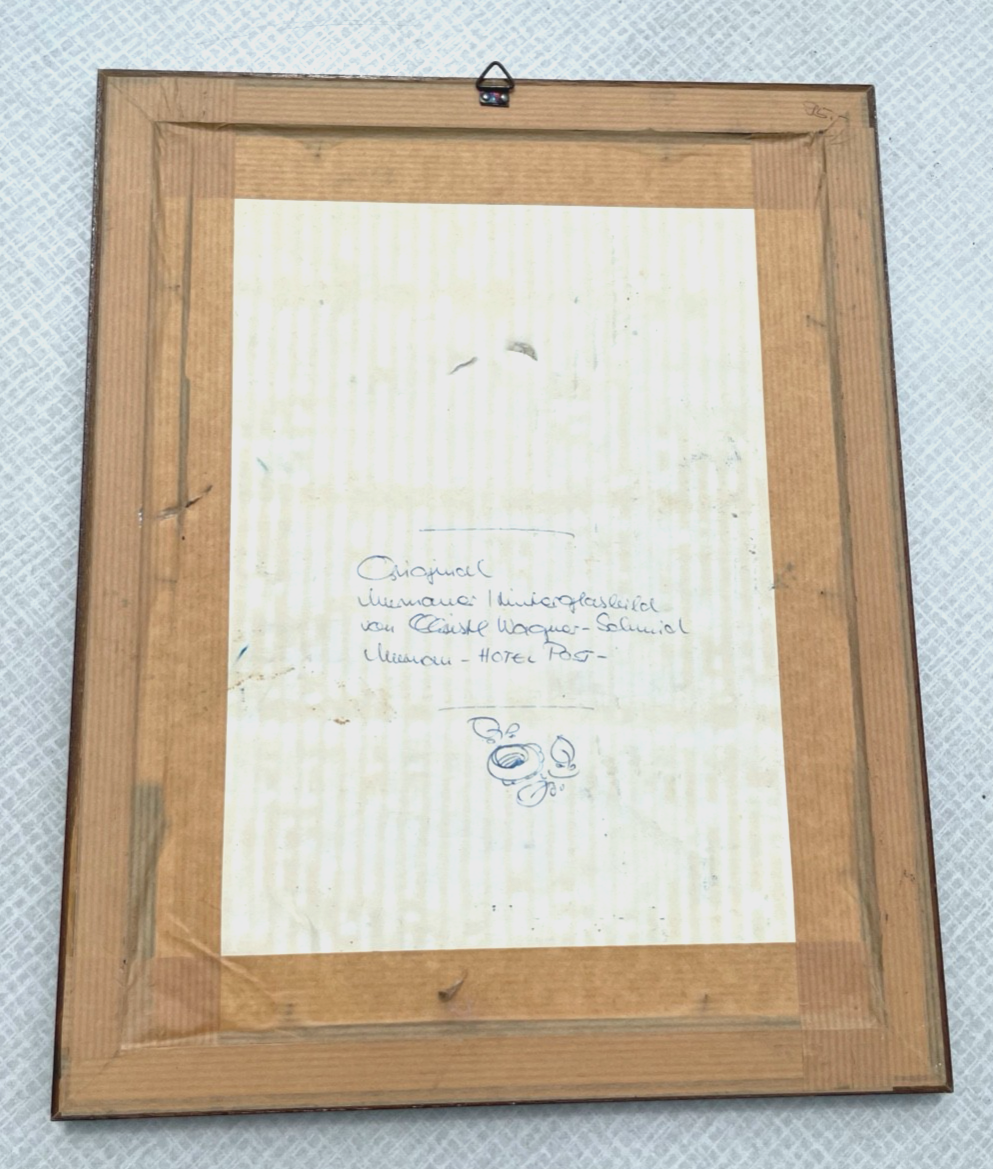 Original
Murnauer Hinterglasbild
von Christl Wagner-Schmid
Murnau - HOTEL POST -